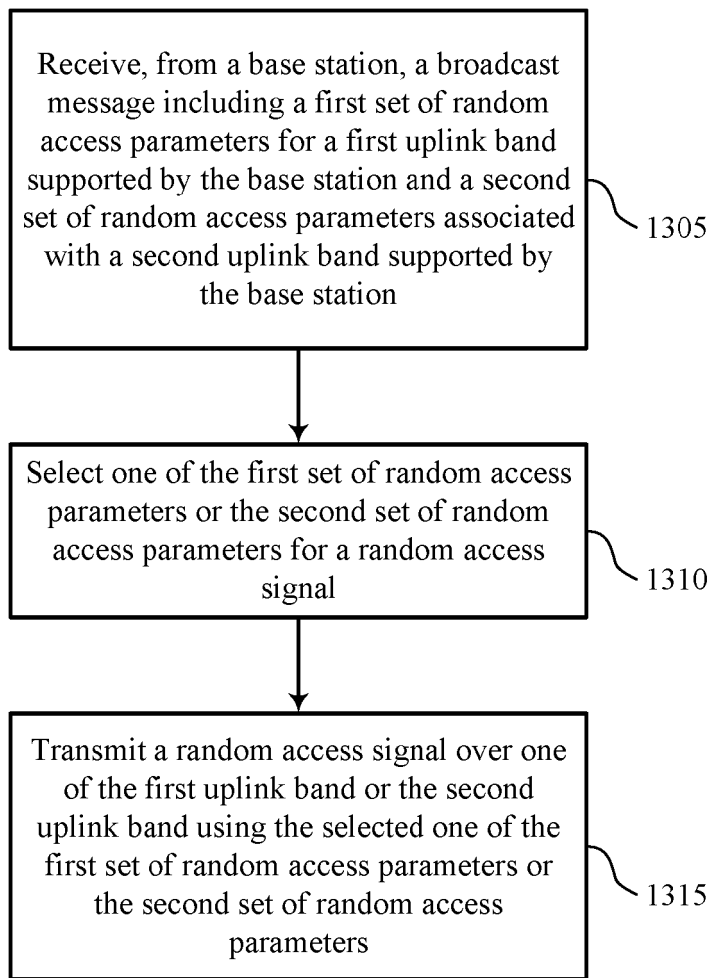 Receive, from a base station, a broadcast
message including a first set of random
access parameters for a first uplink band
supported by the base station and a second
set of random access parameters associated
with a second uplink band supported by
the base station
1305
Select one of the first set of random access
parameters or the second set of random
access parameters for a random access
signal
1310
Transmit a random access signal over one
of the first uplink band or the second
uplink band using the selected one of the
first set of random access parameters or
the second set of random access
parameters
1315